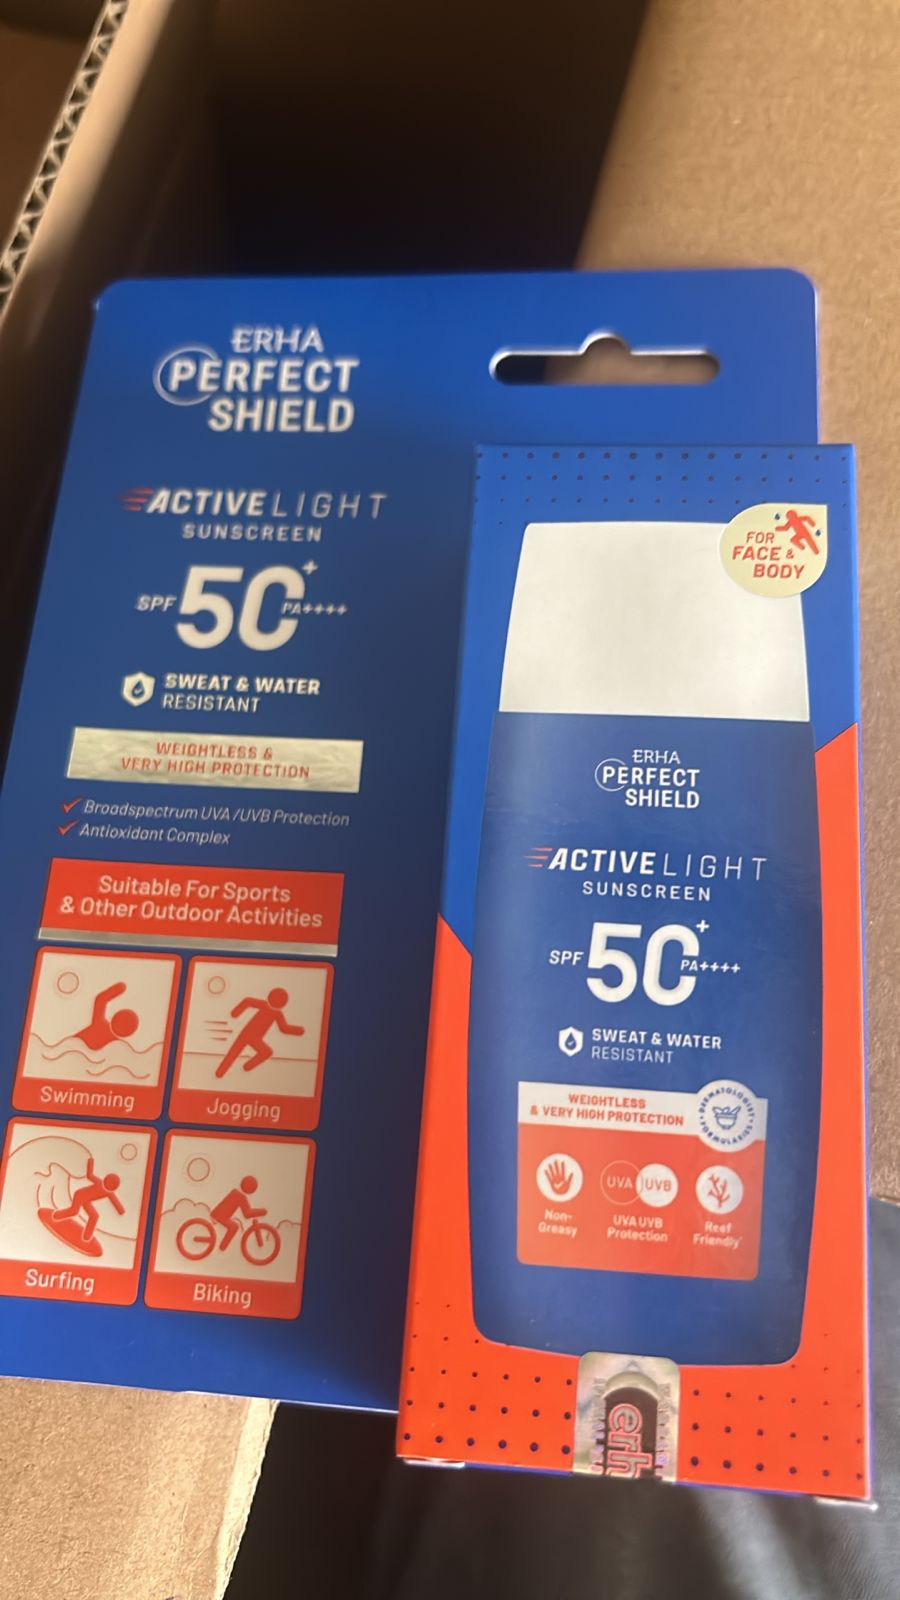 ERHA
PERFECT
SHIELD
ACTIVE LIGHT
SUNSCREEN
SPF 50+ PA++++
SWEAT & WATER
RESISTANT
WEIGHTLESS &
VERY HIGH PROTECTION
Broadspectrum UVA/UVB Protection
Antioxidant Complex
Suitable For Sports
& Other Outdoor Activities
Swimming
Jogging
Surfing
Biking
FOR
FACE &
BODY
ERHA
PERFECT
SHIELD
ACTIVE LIGHT
SUNSCREEN
SPF 50+ PA++++
SWEAT & WATER
RESISTANT
WEIGHTLESS
& VERY HIGH PROTECTION
DERMATOLOGIST
FORMULARIES
UVA UVB
Non-
Greasy
UVA UVB
Protection
Reef
Friendly*
erh